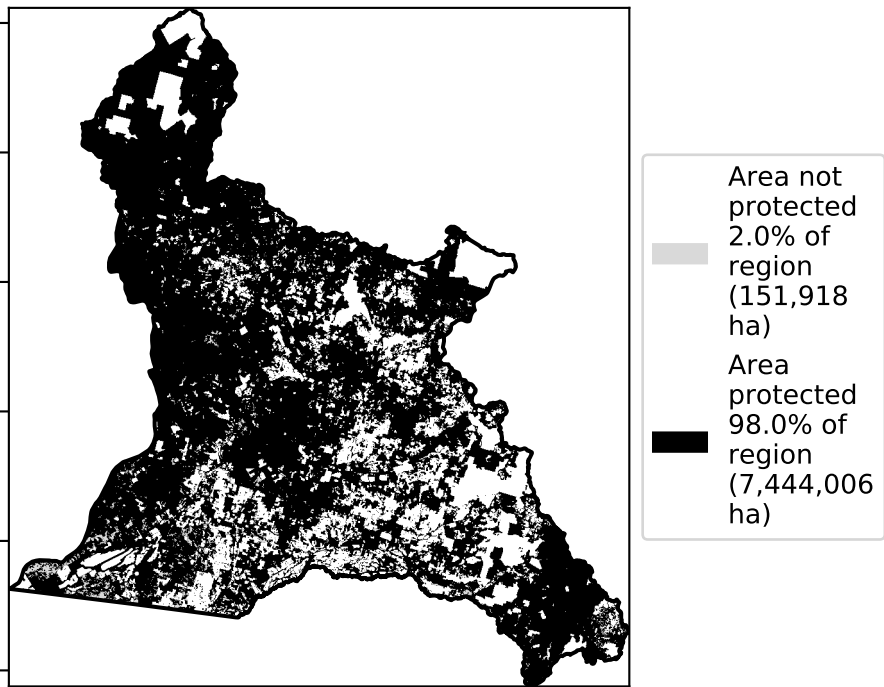 Area not
protected
2.0% of
region
(151,918
ha)
Area
protected
98.0% of
region
(7,444,006
ha)